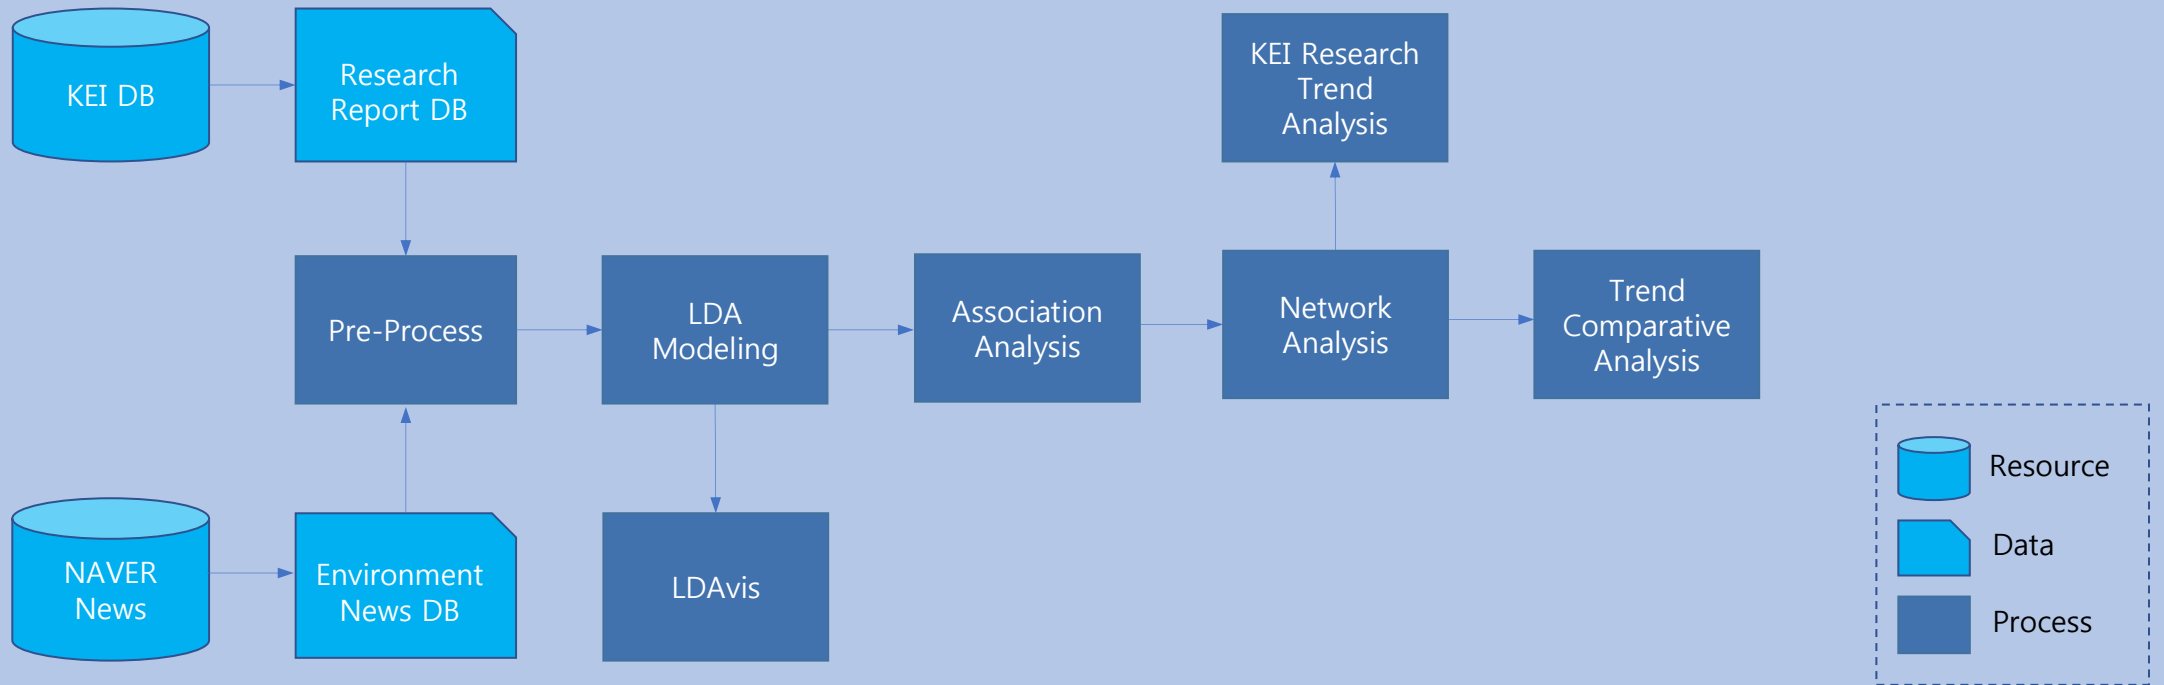 KEI DB
Research
Report DB
KEI Research
Trend
Analysis
Pre-Process
LDA
Modeling
Association
Analysis
Network
Analysis
Trend
Comparative
Analysis
NAVER
News
Environment
News DB
LDAvis
Resource
Data
Process